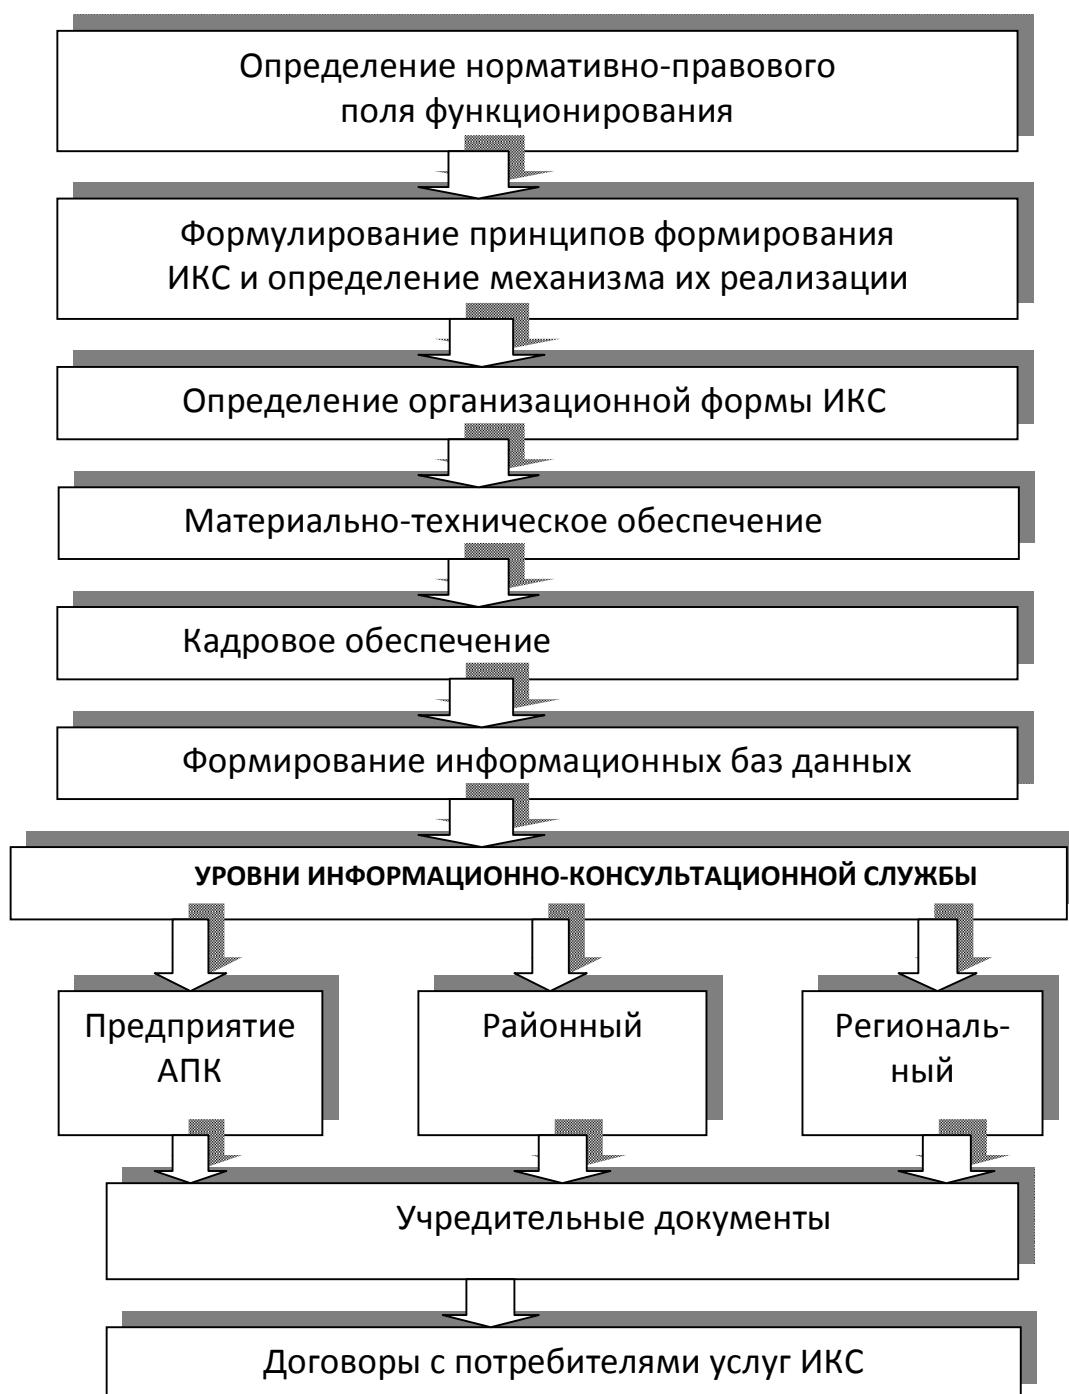 Определение нормативно-правового
поля функционирования
Формулирование принципов формирования
ИКС и определение механизма их реализации
Определение организационной формы ИКС
Материально-техническое обеспечение
Кадровое обеспечение
Формирование информационных баз данных
УРОВНИ ИНФОРМАЦИОННО-КОНСУЛЬТАЦИОННОЙ СЛУЖБЫ
Предприятие
АПК
Районный
Региональ-
ный
Учредительные документы
Договоры с потребителями услуг ИКС